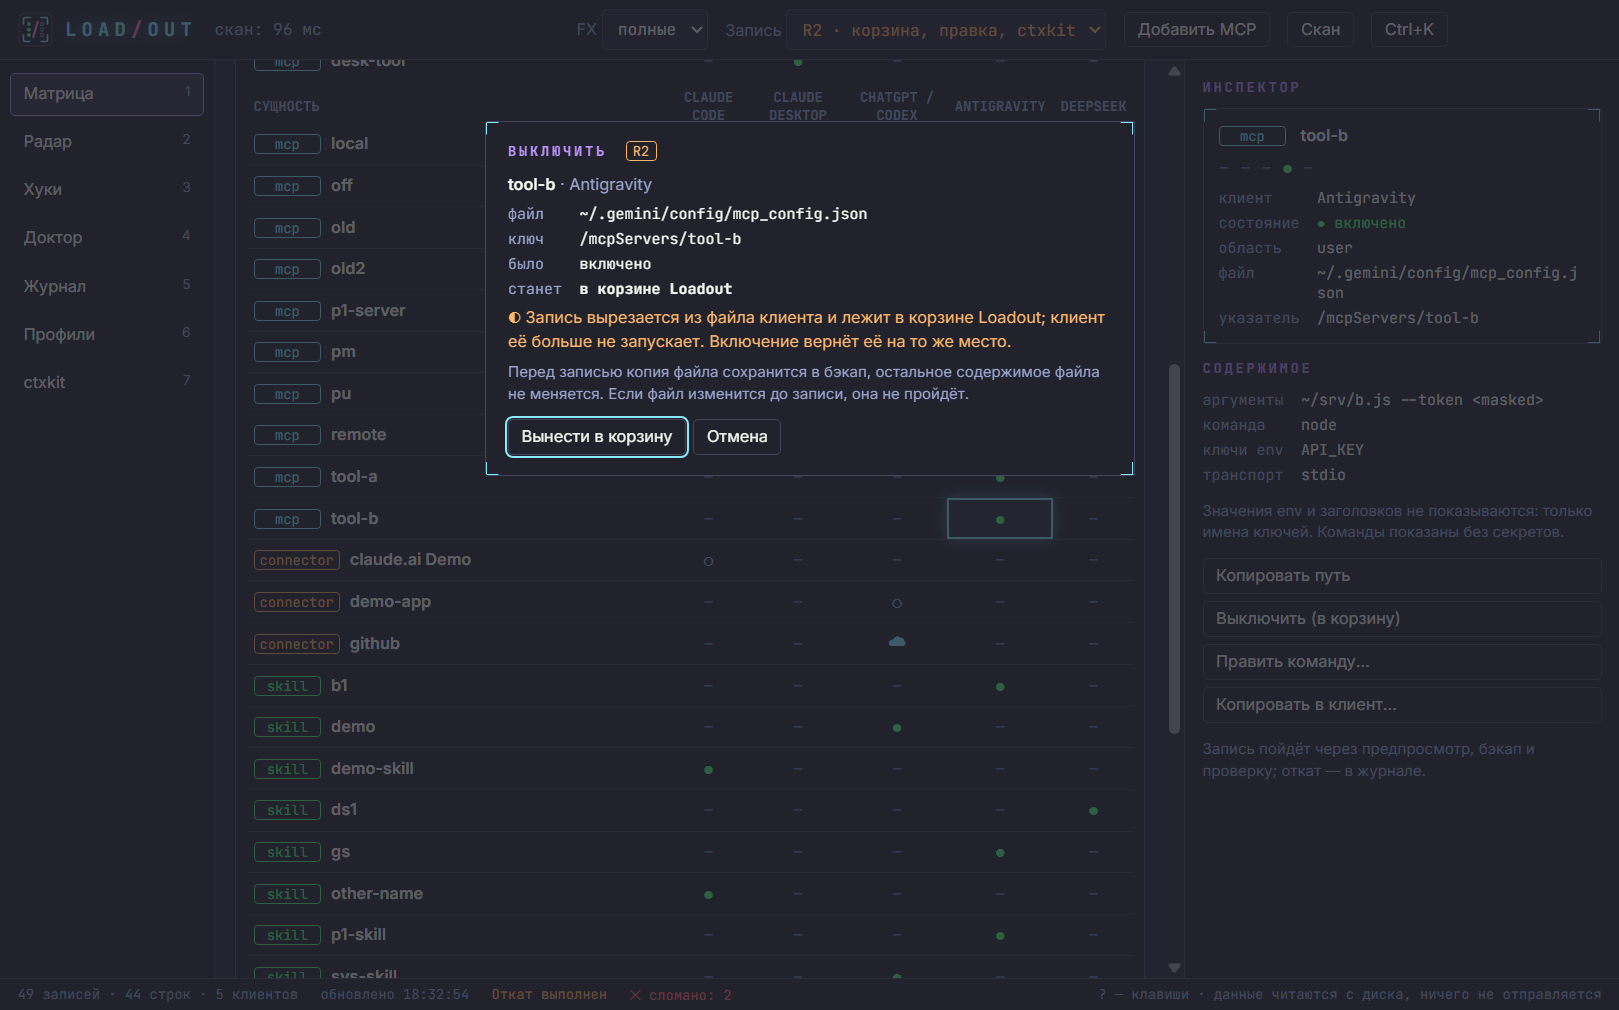 LOAD/OUT скан: 96 мс FX полные Запись R2 · корзина, правка, ctxkit Добавить MCP Скан Ctrl+K
Матрица 1
Радар 2
Хуки 3
Доктор 4
Журнал 5
Профили 6
ctxkit 7
mcp desk-tool
СУЩНОСТЬ CLAUDE CODE CLAUDE DESKTOP CHATGPT / CODEX ANTIGRAVITY DEEPSEEK
mcp local
mcp off
mcp old
mcp old2
mcp p1-server
mcp pm
mcp pu
mcp remote
mcp tool-a
mcp tool-b
connector claude.ai Demo
connector demo-app
connector github
skill b1
skill demo
skill demo-skill
skill ds1
skill gs
skill other-name
skill p1-skill
skill sys-skill
ВЫКЛЮЧИТЬ R2
tool-b · Antigravity
файл ~/.gemini/config/mcp_config.json
ключ /mcpServers/tool-b
было включено
станет в корзине Loadout
Запись вырезается из файла клиента и лежит в корзине Loadout; клиент
её больше не запускает. Включение вернёт её на то же место.
Перед записью копия файла сохранится в бэкап, остальное содержимое файла
не меняется. Если файл изменится до записи, она не пройдёт.
Вынести в корзину Отмена
ИНСПЕКТОР
mcp tool-b
клиент Antigravity
состояние включено
область user
файл ~/.gemini/config/mcp_config.j
son
указатель /mcpServers/tool-b
СОДЕРЖИМОЕ
аргументы ~/srv/b.js --token <masked>
команда node
ключи env API_KEY
транспорт stdio
Значения env и заголовков не показываются: только
имена ключей. Команды показаны без секретов.
Копировать путь
Выключить (в корзину)
Править команду…
Копировать в клиент…
Запись пойдёт через предпросмотр, бэкап и
проверку; откат — в журнале.
49 записей · 44 строк · 5 клиентов обновлено 18:32:54 Откат выполнен × сломано: 2 ? — клавиши · данные читаются с диска, ничего не отправляется